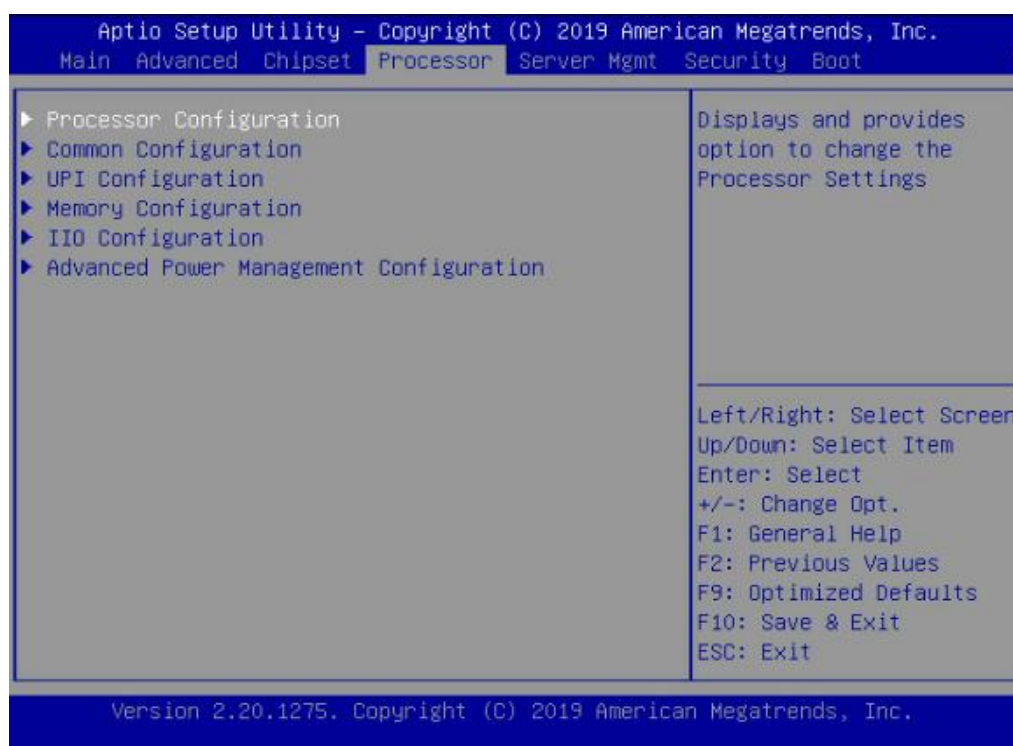 Aptio Setup Utility – Copyright (C) 2019 American Megatrends, Inc.
Main Advanced Chipset Processor Server Mgmt Security Boot
Processor Configuration
Common Configuration
UPI Configuration
Memory Configuration
IIO Configuration
Advanced Power Management Configuration
Displays and provides
option to change the
Processor Settings
Left/Right: Select Screen
Up/Down: Select Item
Enter: Select
+/-: Change Opt.
F1: General Help
F2: Previous Values
F9: Optimized Defaults
F10: Save & Exit
ESC: Exit
Version 2.20.1275. Copyright (C) 2019 American Megatrends, Inc.